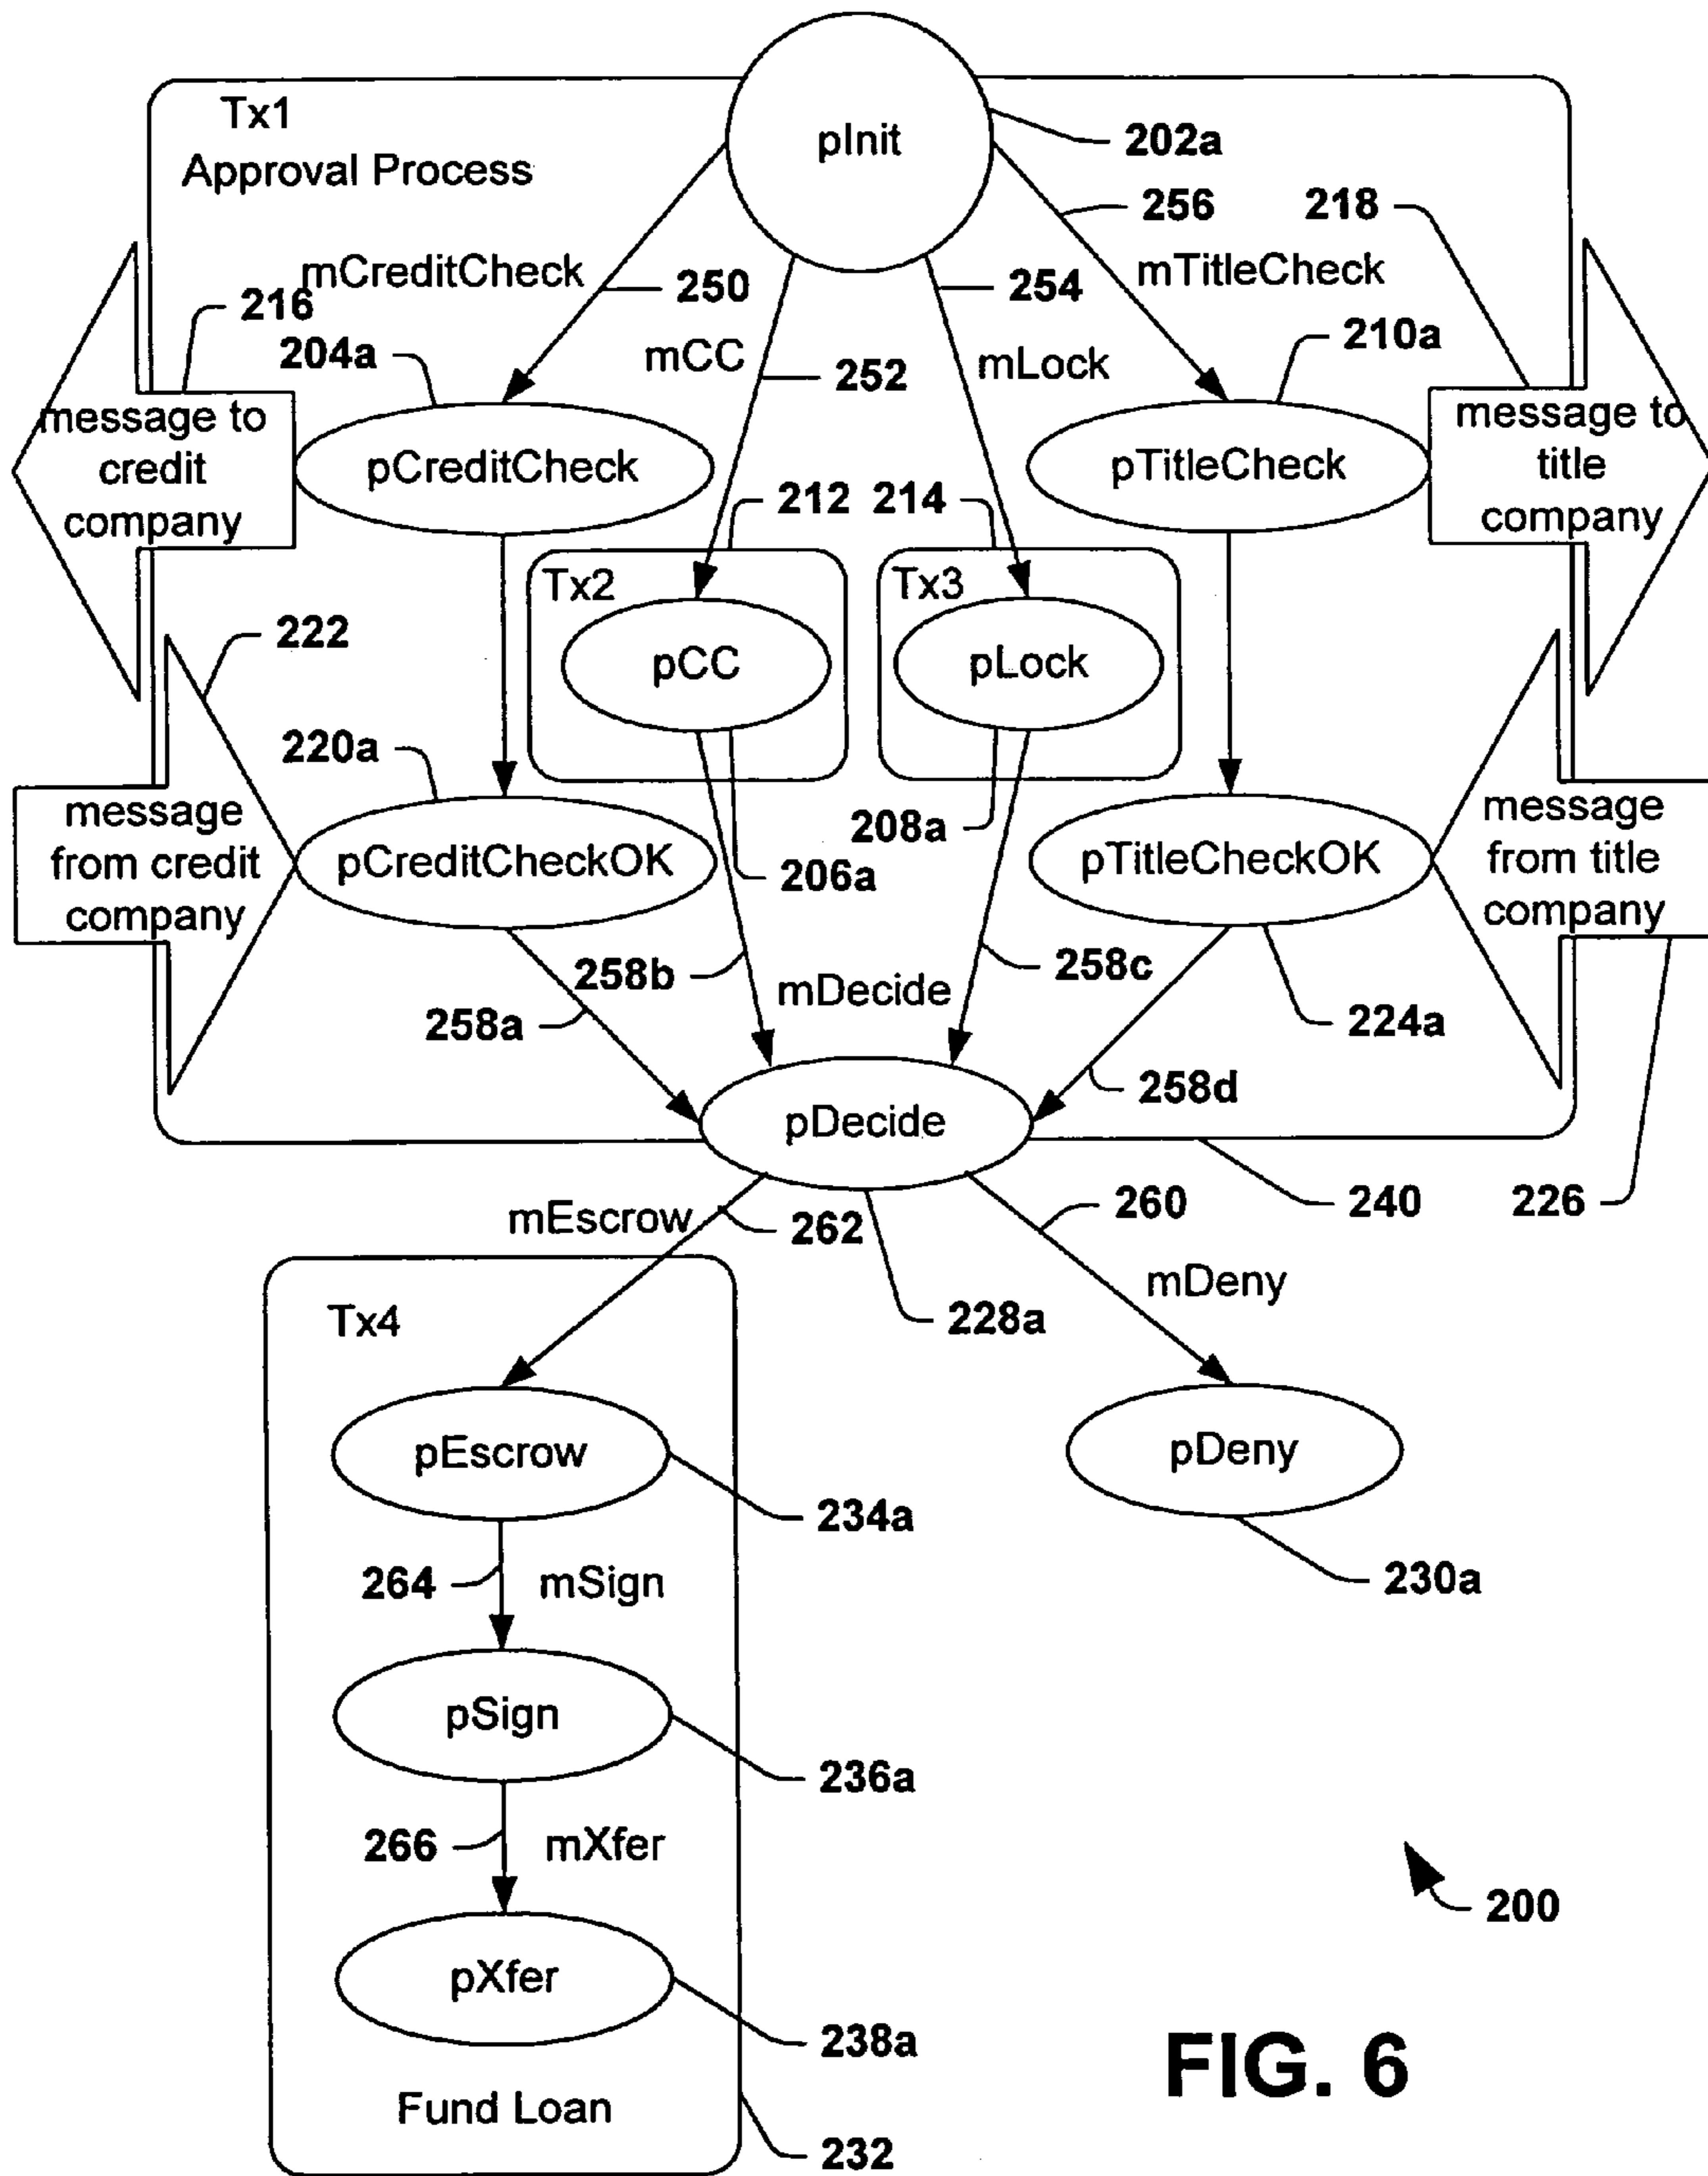 Tx1
pInit
202a
Approval Process
256
218
mCreditCheck
250
254
mTitleCheck
216
204a
mCC
252
mLock
210a
message to
credit
company
pCreditCheck
pTitleCheck
message to
title
company
212
214
Tx2
Tx3
222
pCC
pLock
220a
208a
message
from credit
company
pCreditCheckOK
206a
pTitleCheckOK
message
from title
company
258b
mDecide
258c
258a
224a
258d
pDecide
mEscrow
262
260
240
226
mDeny
Tx4
228a
pEscrow
pDeny
234a
264
mSign
230a
pSign
236a
266
mXfer
200
pXfer
238a
FIG. 6
Fund Loan
232